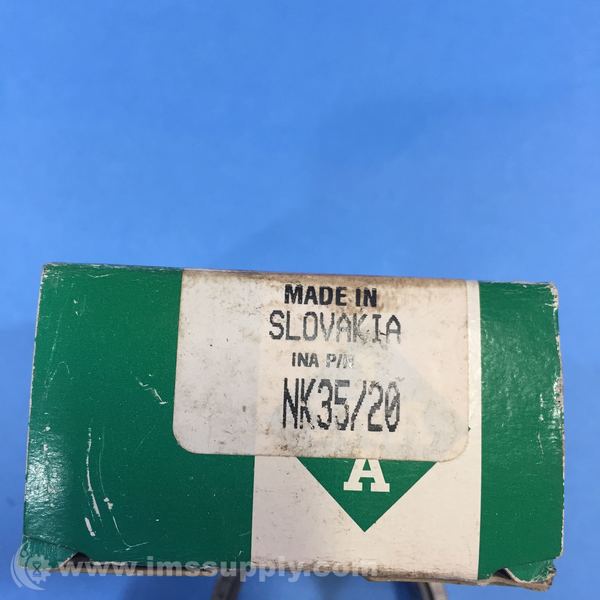 MADE IN
SLOVAKIA
INA P/N
NK35/20
A
www.imssupply.com